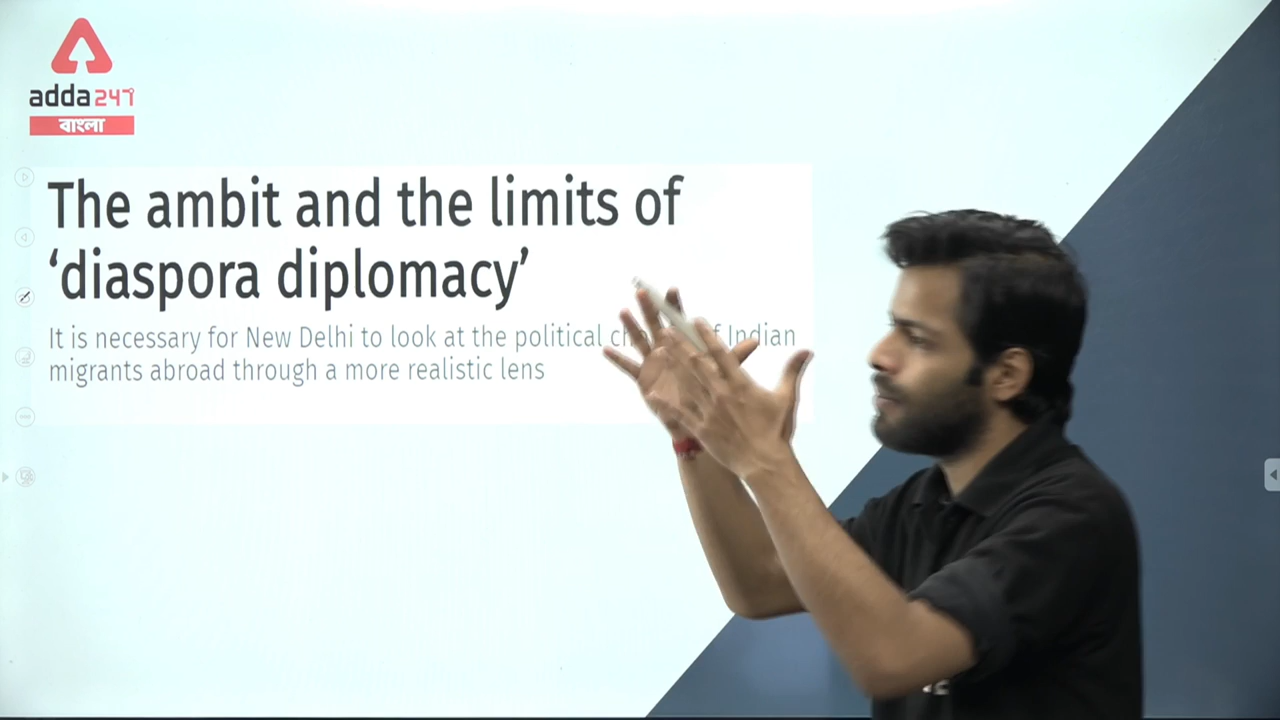 adda247
বাংলা
The ambit and the limits of
‘diaspora diplomacy’
It is necessary for New Delhi to look at the political of Indian
migrants abroad through a more realistic lens